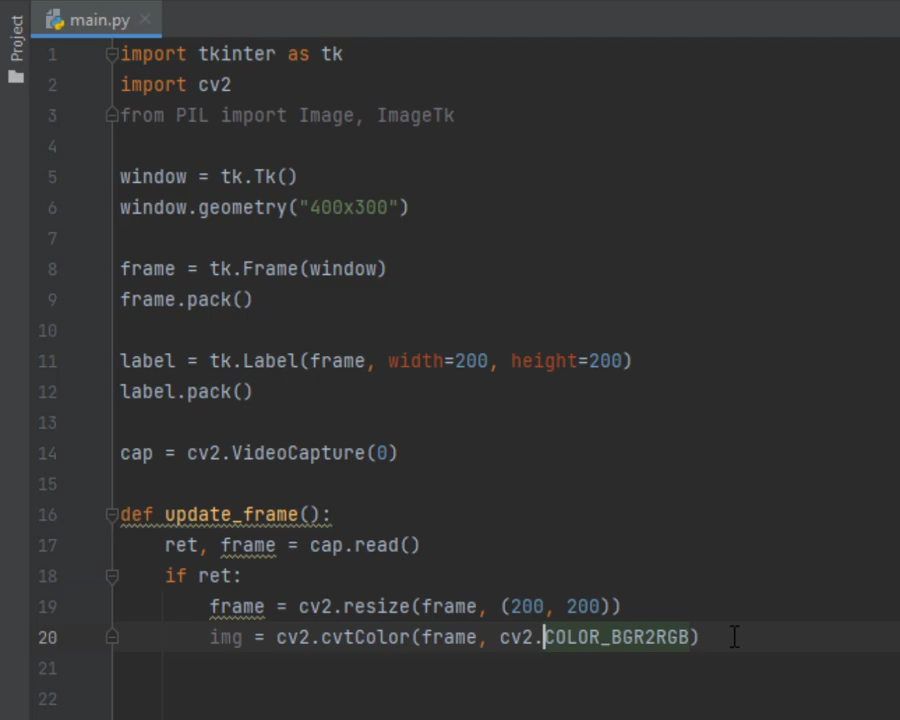 Project
main.py
1 import tkinter as tk
2 import cv2
3 from PIL import Image, ImageTk
4
5 window = tk.Tk()
6 window.geometry("400x300")
7
8 frame = tk.Frame(window)
9 frame.pack()
10
11 label = tk.Label(frame, width=200, height=200)
12 label.pack()
13
14 cap = cv2.VideoCapture(0)
15
16 def update_frame():
17     ret, frame = cap.read()
18     if ret:
19         frame = cv2.resize(frame, (200, 200))
20         img = cv2.cvtColor(frame, cv2.COLOR_BGR2RGB)
21
22